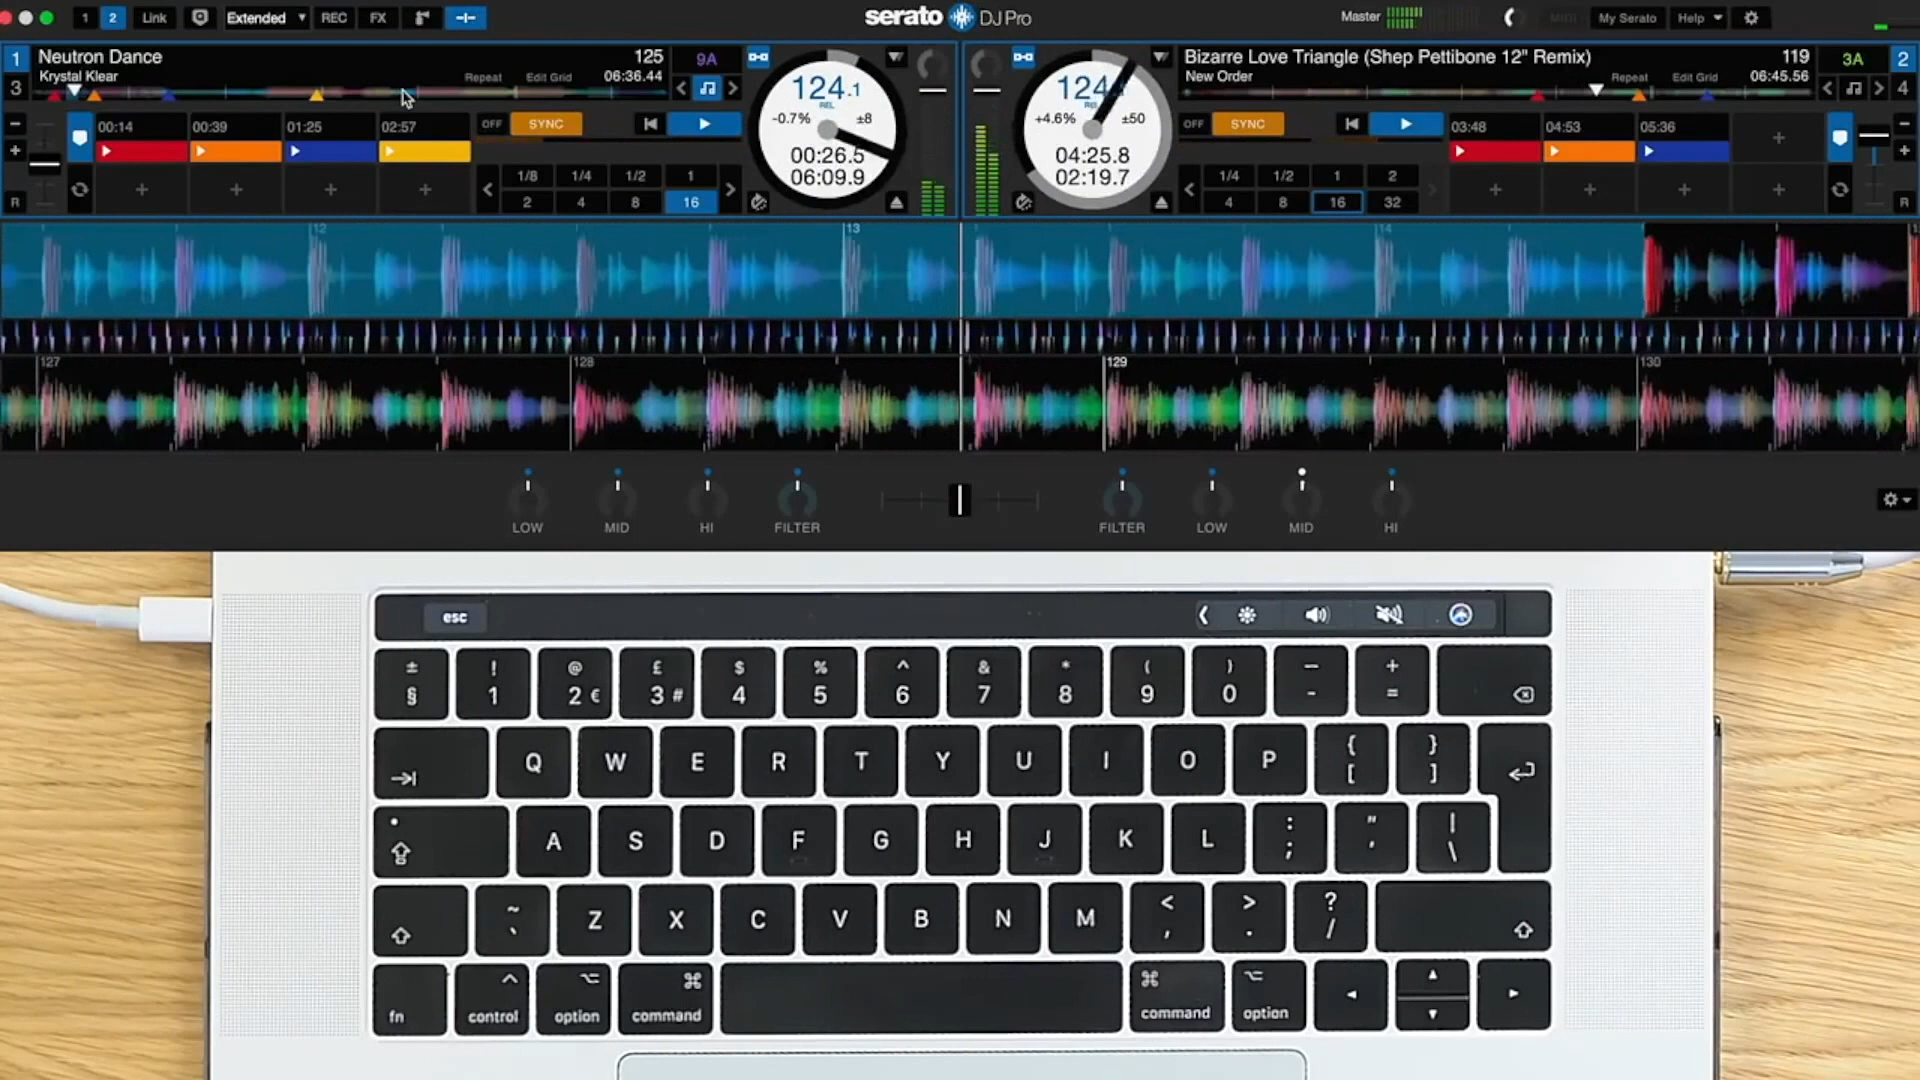 1 2 Link Extended REC FX serato DJ Pro Master MIDI My Serato Help
1 Neutron Dance 125 9A
Krystal Klear Repeat Edit Grid 06:36.44
3
124.1
REL
-0.7% ±8
00:26.5
06:09.9
00:14 00:39 01:25 02:57 OFF SYNC
1/8 1/4 1/2 1
2 4 8 16
R
Bizarre Love Triangle (Shep Pettibone 12" Remix) 119 3A 2
New Order Repeat Edit Grid 06:45.56
4
124.
+4.6% ±50
04:25.8
02:19.7
OFF SYNC 03:48 04:53 05:36
1/4 1/2 1 2
4 8 16 32
R
12 13 14
127 128 129 130
LOW MID HI FILTER FILTER LOW MID HI
esc
± ! @ £ $ % ^ & * ( ) — +
§ 1 2 € 3 # 4 5 6 7 8 9 0 - =
Q W E R T Y U I O P { [ } ]
A S D F G H J K L : ; " ' | \
~ ` Z X C V B N M < , > . ? /
fn control option command command option